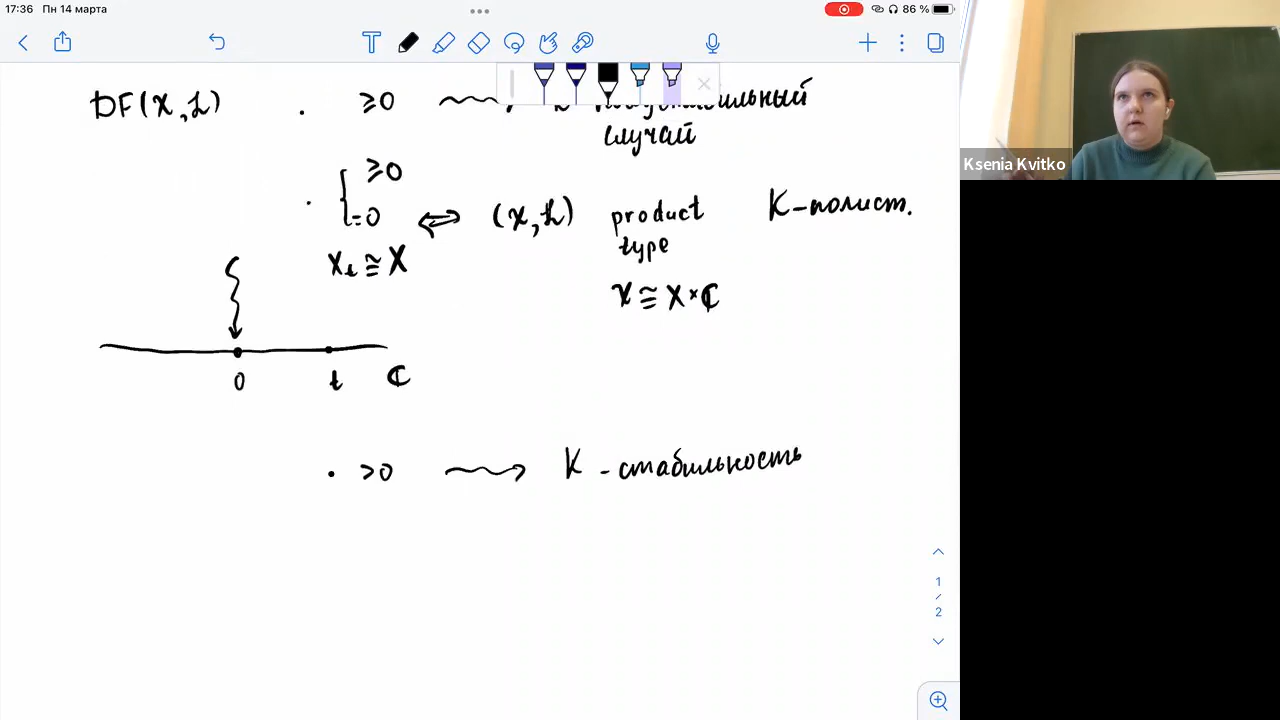 17:36 Пн 14 марта
86 %
DF(𝒳,ℒ) · ≥0 ⇝ полустабильный
случай
≥0
· =0 ⟺ (𝒳,ℒ) product K-полист.
type
X_t ≅ X
𝒳 ≅ X × ℂ
0 t ℂ
· >0 ⇝ K-стабильность
1
/
2
Ksenia Kvitko